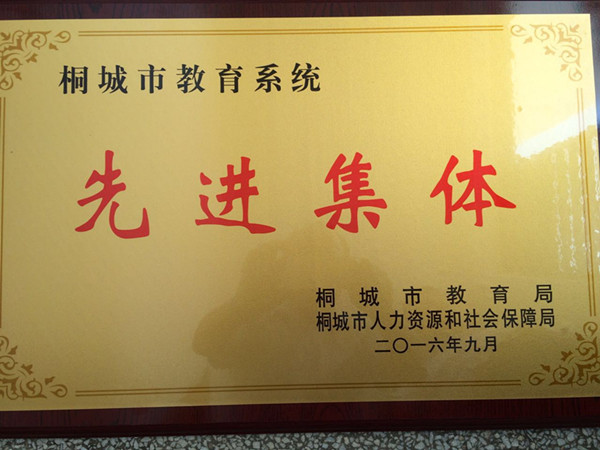 桐城市教育系统
先进集体
桐城市教育局
桐城市人力资源和社会保障局
二〇一六年九月